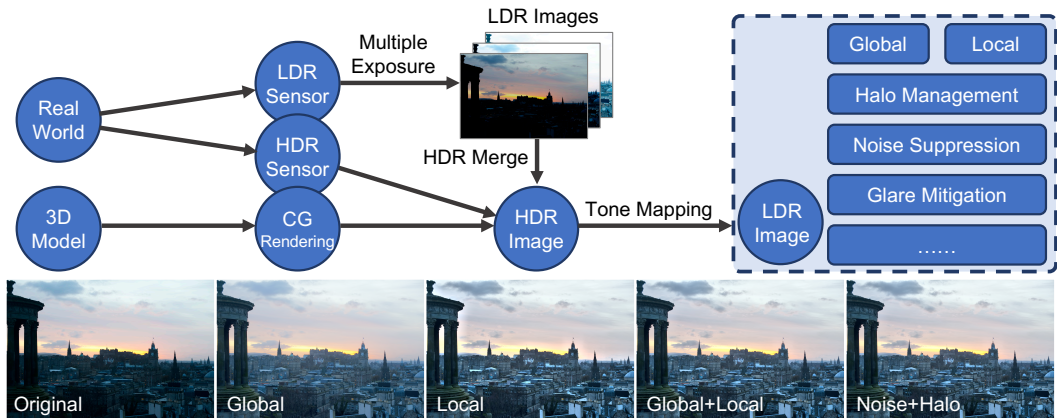 LDR Images
Multiple
Exposure
Real
World
LDR
Sensor
HDR
Sensor
HDR Merge
3D
Model
CG
Rendering
HDR
Image
Tone Mapping
LDR
Image
Global
Local
Halo Management
Noise Suppression
Glare Mitigation
......
Original
Global
Local
Global+Local
Noise+Halo